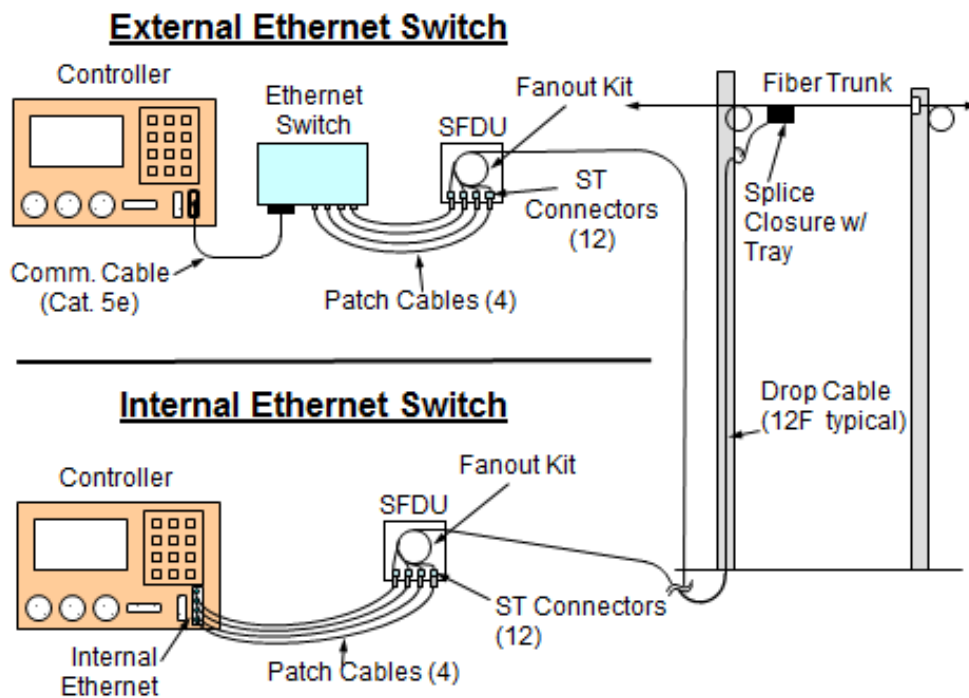 External Ethernet Switch
Controller
Ethernet
Switch
SFDU
Fanout Kit
Fiber Trunk
ST
Connectors
(12)
Splice
Closure w/
Tray
Comm. Cable
(Cat. 5e)
Patch Cables (4)
Drop Cable
(12F typical)
Internal Ethernet Switch
Controller
SFDU
Fanout Kit
ST Connectors
(12)
Internal
Ethernet
Patch Cables (4)